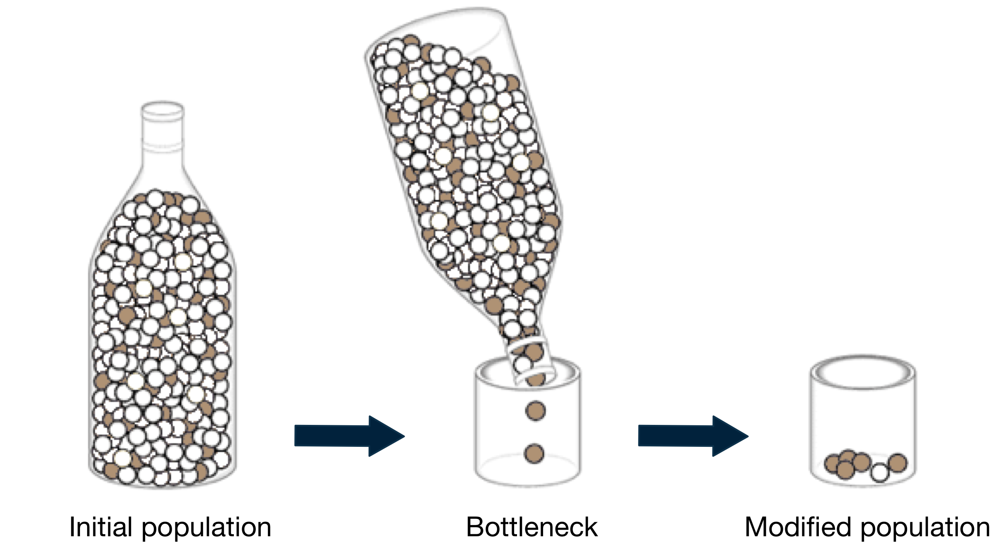 Initial population
Bottleneck
Modified population